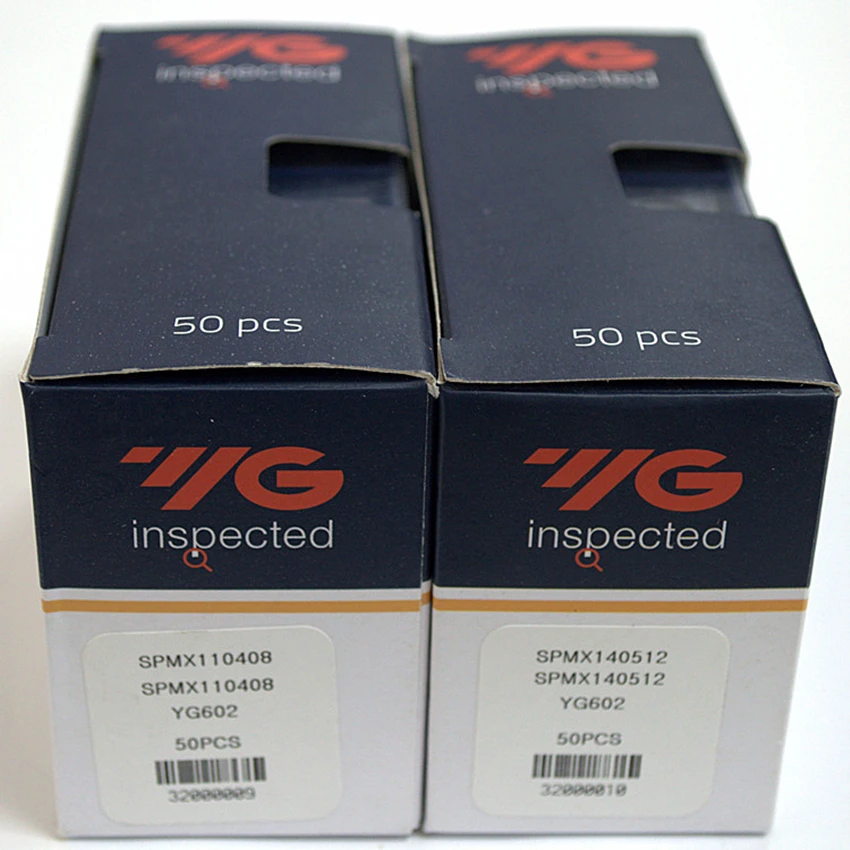 YG
inspected
50 pcs
YG
inspected
SPMX110408
SPMX110408
YG602
50PCS
32000009
YG
inspected
50 pcs
YG
inspected
SPMX140512
SPMX140512
YG602
50PCS
32000010